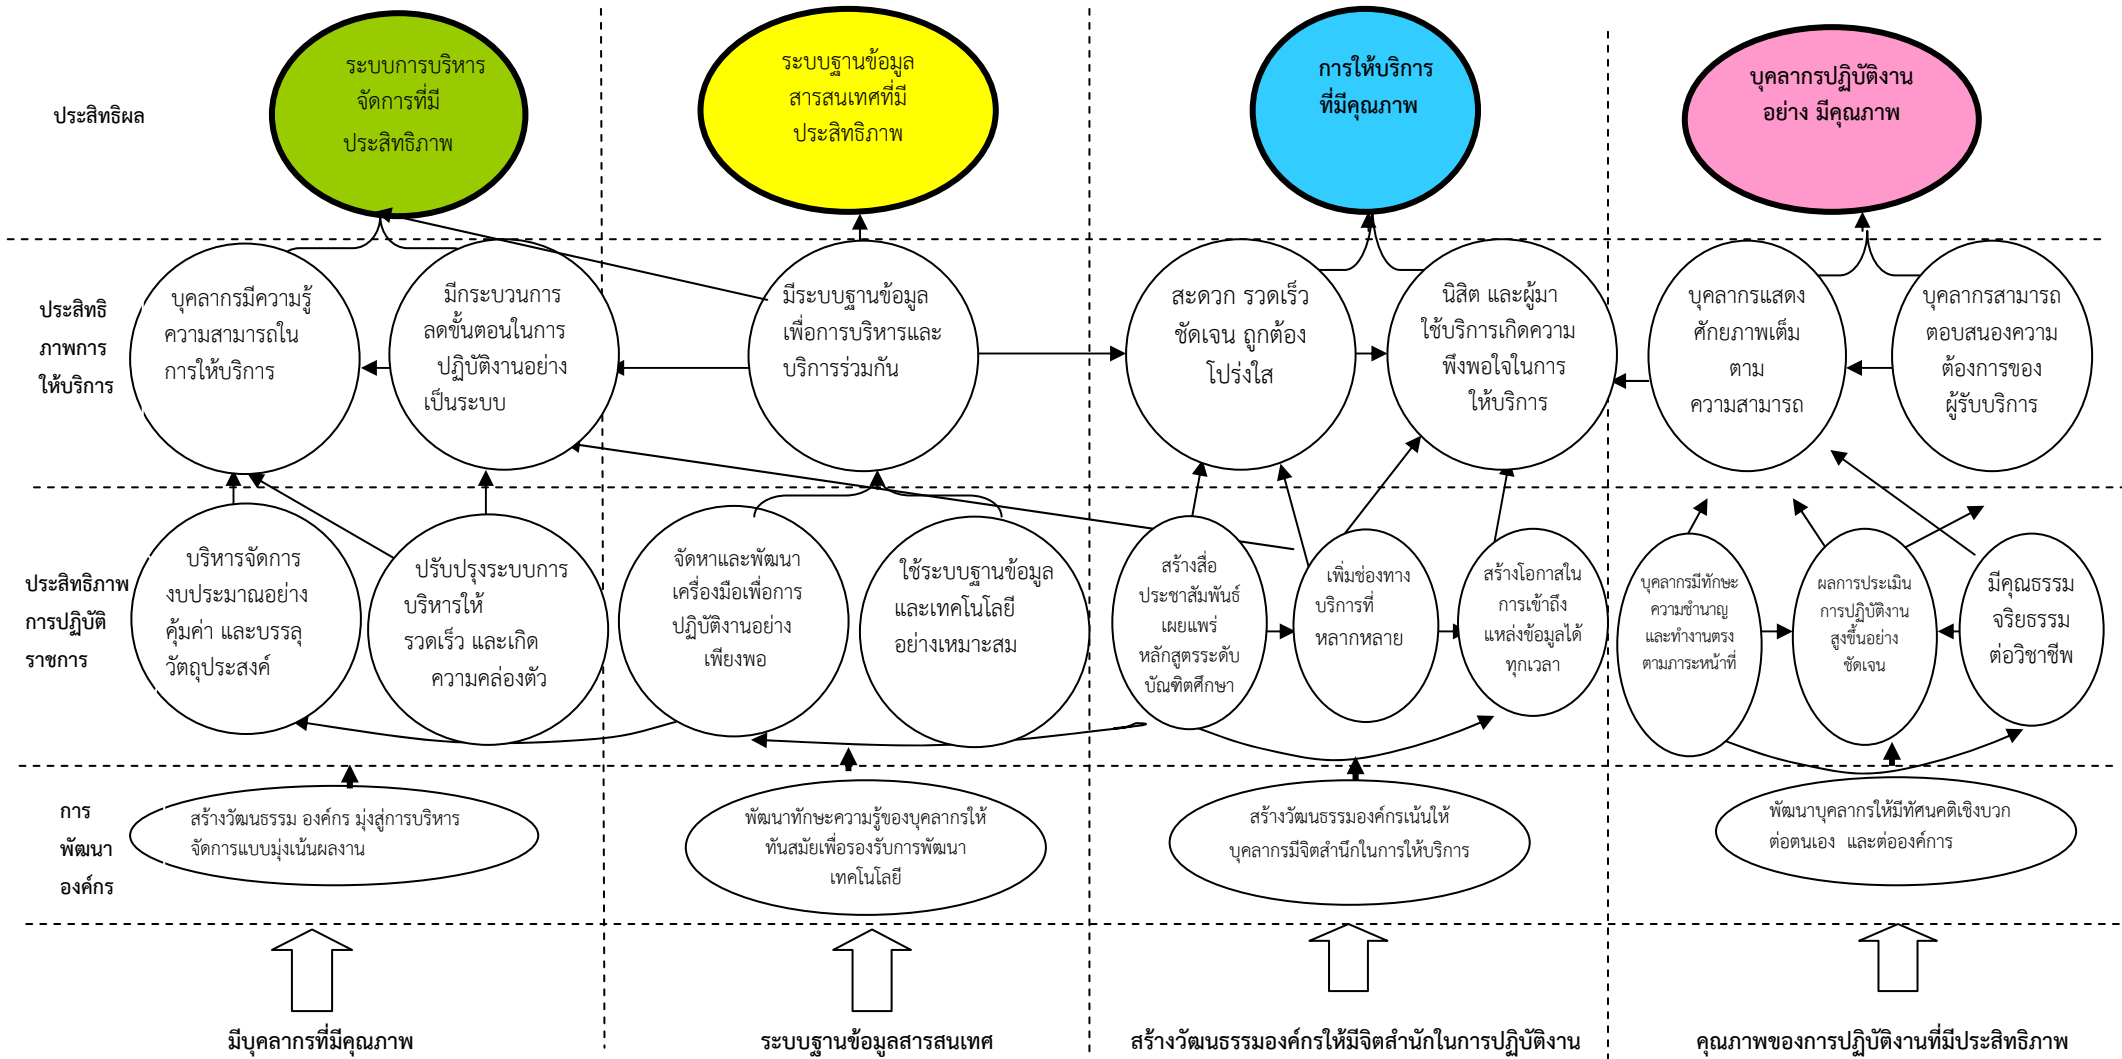 ประสิทธิผล
ระบบการบริหาร
จัดการที่มี
ประสิทธิภาพ
ระบบฐานข้อมูล
สารสนเทศที่มี
ประสิทธิภาพ
การให้บริการ
ที่มีคุณภาพ
บุคลากรปฏิบัติงาน
อย่าง มีคุณภาพ
ประสิทธิ
ภาพการ
ให้บริการ
บุคลากรมีความรู้
ความสามารถใน
การให้บริการ
มีกระบวนการ
ลดขั้นตอนในการ
ปฏิบัติงานอย่าง
เป็นระบบ
มีระบบฐานข้อมูล
เพื่อการบริหารและ
บริการร่วมกัน
สะดวก รวดเร็ว
ชัดเจน ถูกต้อง
โปร่งใส
นิสิต และผู้มา
ใช้บริการเกิดความ
พึงพอใจในการ
ให้บริการ
บุคลากรแสดง
ศักยภาพเต็ม
ตาม
ความสามารถ
บุคลากรสามารถ
ตอบสนองความ
ต้องการของ
ผู้รับบริการ
ประสิทธิภาพ
การปฏิบัติ
ราชการ
บริหารจัดการ
งบประมาณอย่าง
คุ้มค่า และบรรลุ
วัตถุประสงค์
ปรับปรุงระบบการ
บริหารให้
รวดเร็ว และเกิด
ความคล่องตัว
จัดหาและพัฒนา
เครื่องมือเพื่อการ
ปฏิบัติงานอย่าง
เพียงพอ
ใช้ระบบฐานข้อมูล
และเทคโนโลยี
อย่างเหมาะสม
สร้างสื่อ
ประชาสัมพันธ์
เผยแพร่
หลักสูตรระดับ
บัณฑิตศึกษา
เพิ่มช่องทาง
บริการที่
หลากหลาย
สร้างโอกาสใน
การเข้าถึง
แหล่งข้อมูลได้
ทุกเวลา
บุคลากรมีทักษะ
ความชำนาญ
และทำงานตรง
ตามภาระหน้าที่
ผลการประเมิน
การปฏิบัติงาน
สูงขึ้นอย่าง
ชัดเจน
มีคุณธรรม
จริยธรรม
ต่อวิชาชีพ
การ
พัฒนา
องค์กร
สร้างวัฒนธรรม องค์กร มุ่งสู่การบริหาร
จัดการแบบมุ่งเน้นผลงาน
พัฒนาทักษะความรู้ของบุคลากรให้
ทันสมัยเพื่อรองรับการพัฒนา
เทคโนโลยี
สร้างวัฒนธรรมองค์กรเน้นให้
บุคลากรมีจิตสำนึกในการให้บริการ
พัฒนาบุคลากรให้มีทัศนคติเชิงบวก
ต่อตนเอง และต่อองค์การ
มีบุคลากรที่มีคุณภาพ
ระบบฐานข้อมูลสารสนเทศ
สร้างวัฒนธรรมองค์กรให้มีจิตสำนักในการปฏิบัติงาน
คุณภาพของการปฏิบัติงานที่มีประสิทธิภาพ